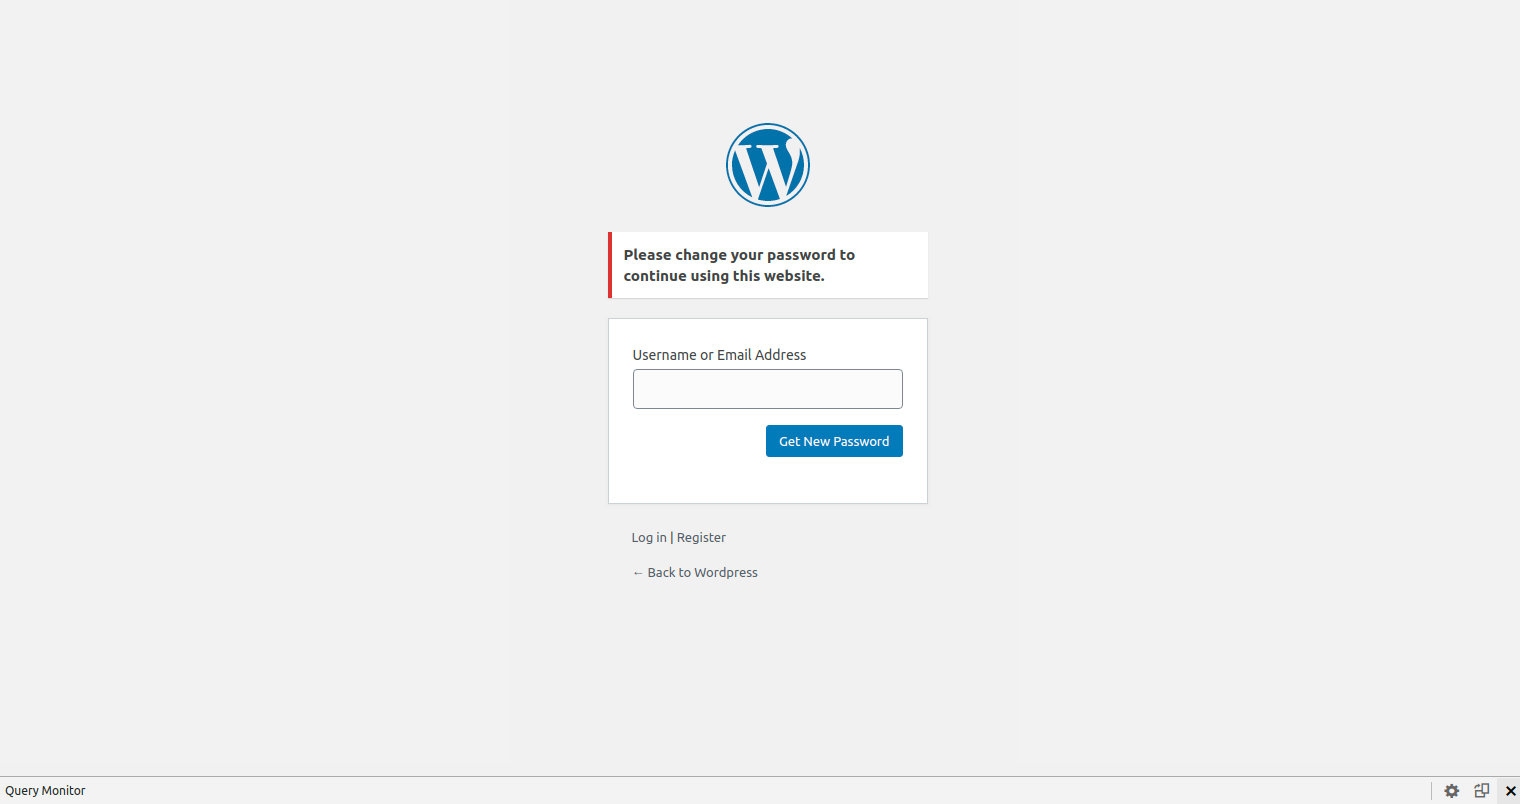 Please change your password to
continue using this website.
Username or Email Address
Get New Password
Log in | Register
← Back to Wordpress
Query Monitor